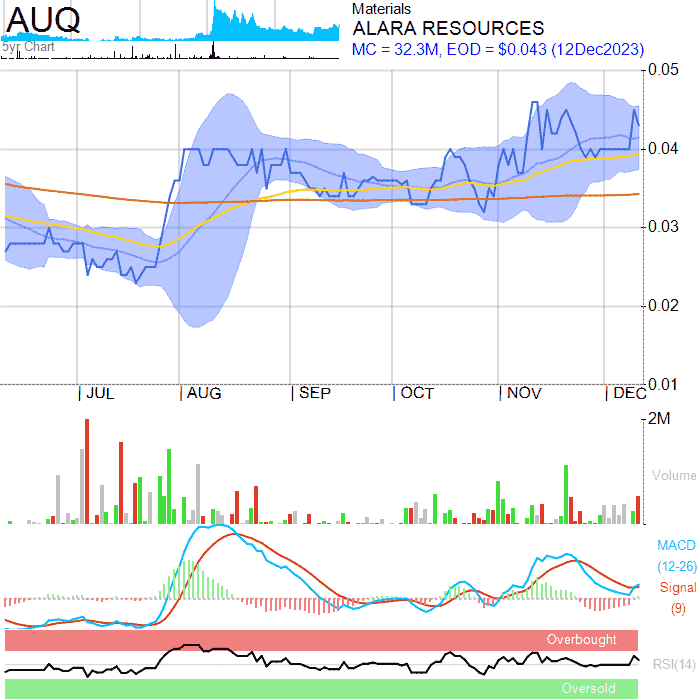 AUQ
5yr Chart
Materials
ALARA RESOURCES
MC = 32.3M, EOD = $0.043 (12Dec2023)
0.05
0.04
0.03
0.02
0.01
JUL
AUG
SEP
OCT
NOV
DEC
2M
Volume
MACD
(12-26)
Signal
(9)
Overbought
RSI(14)
Oversold